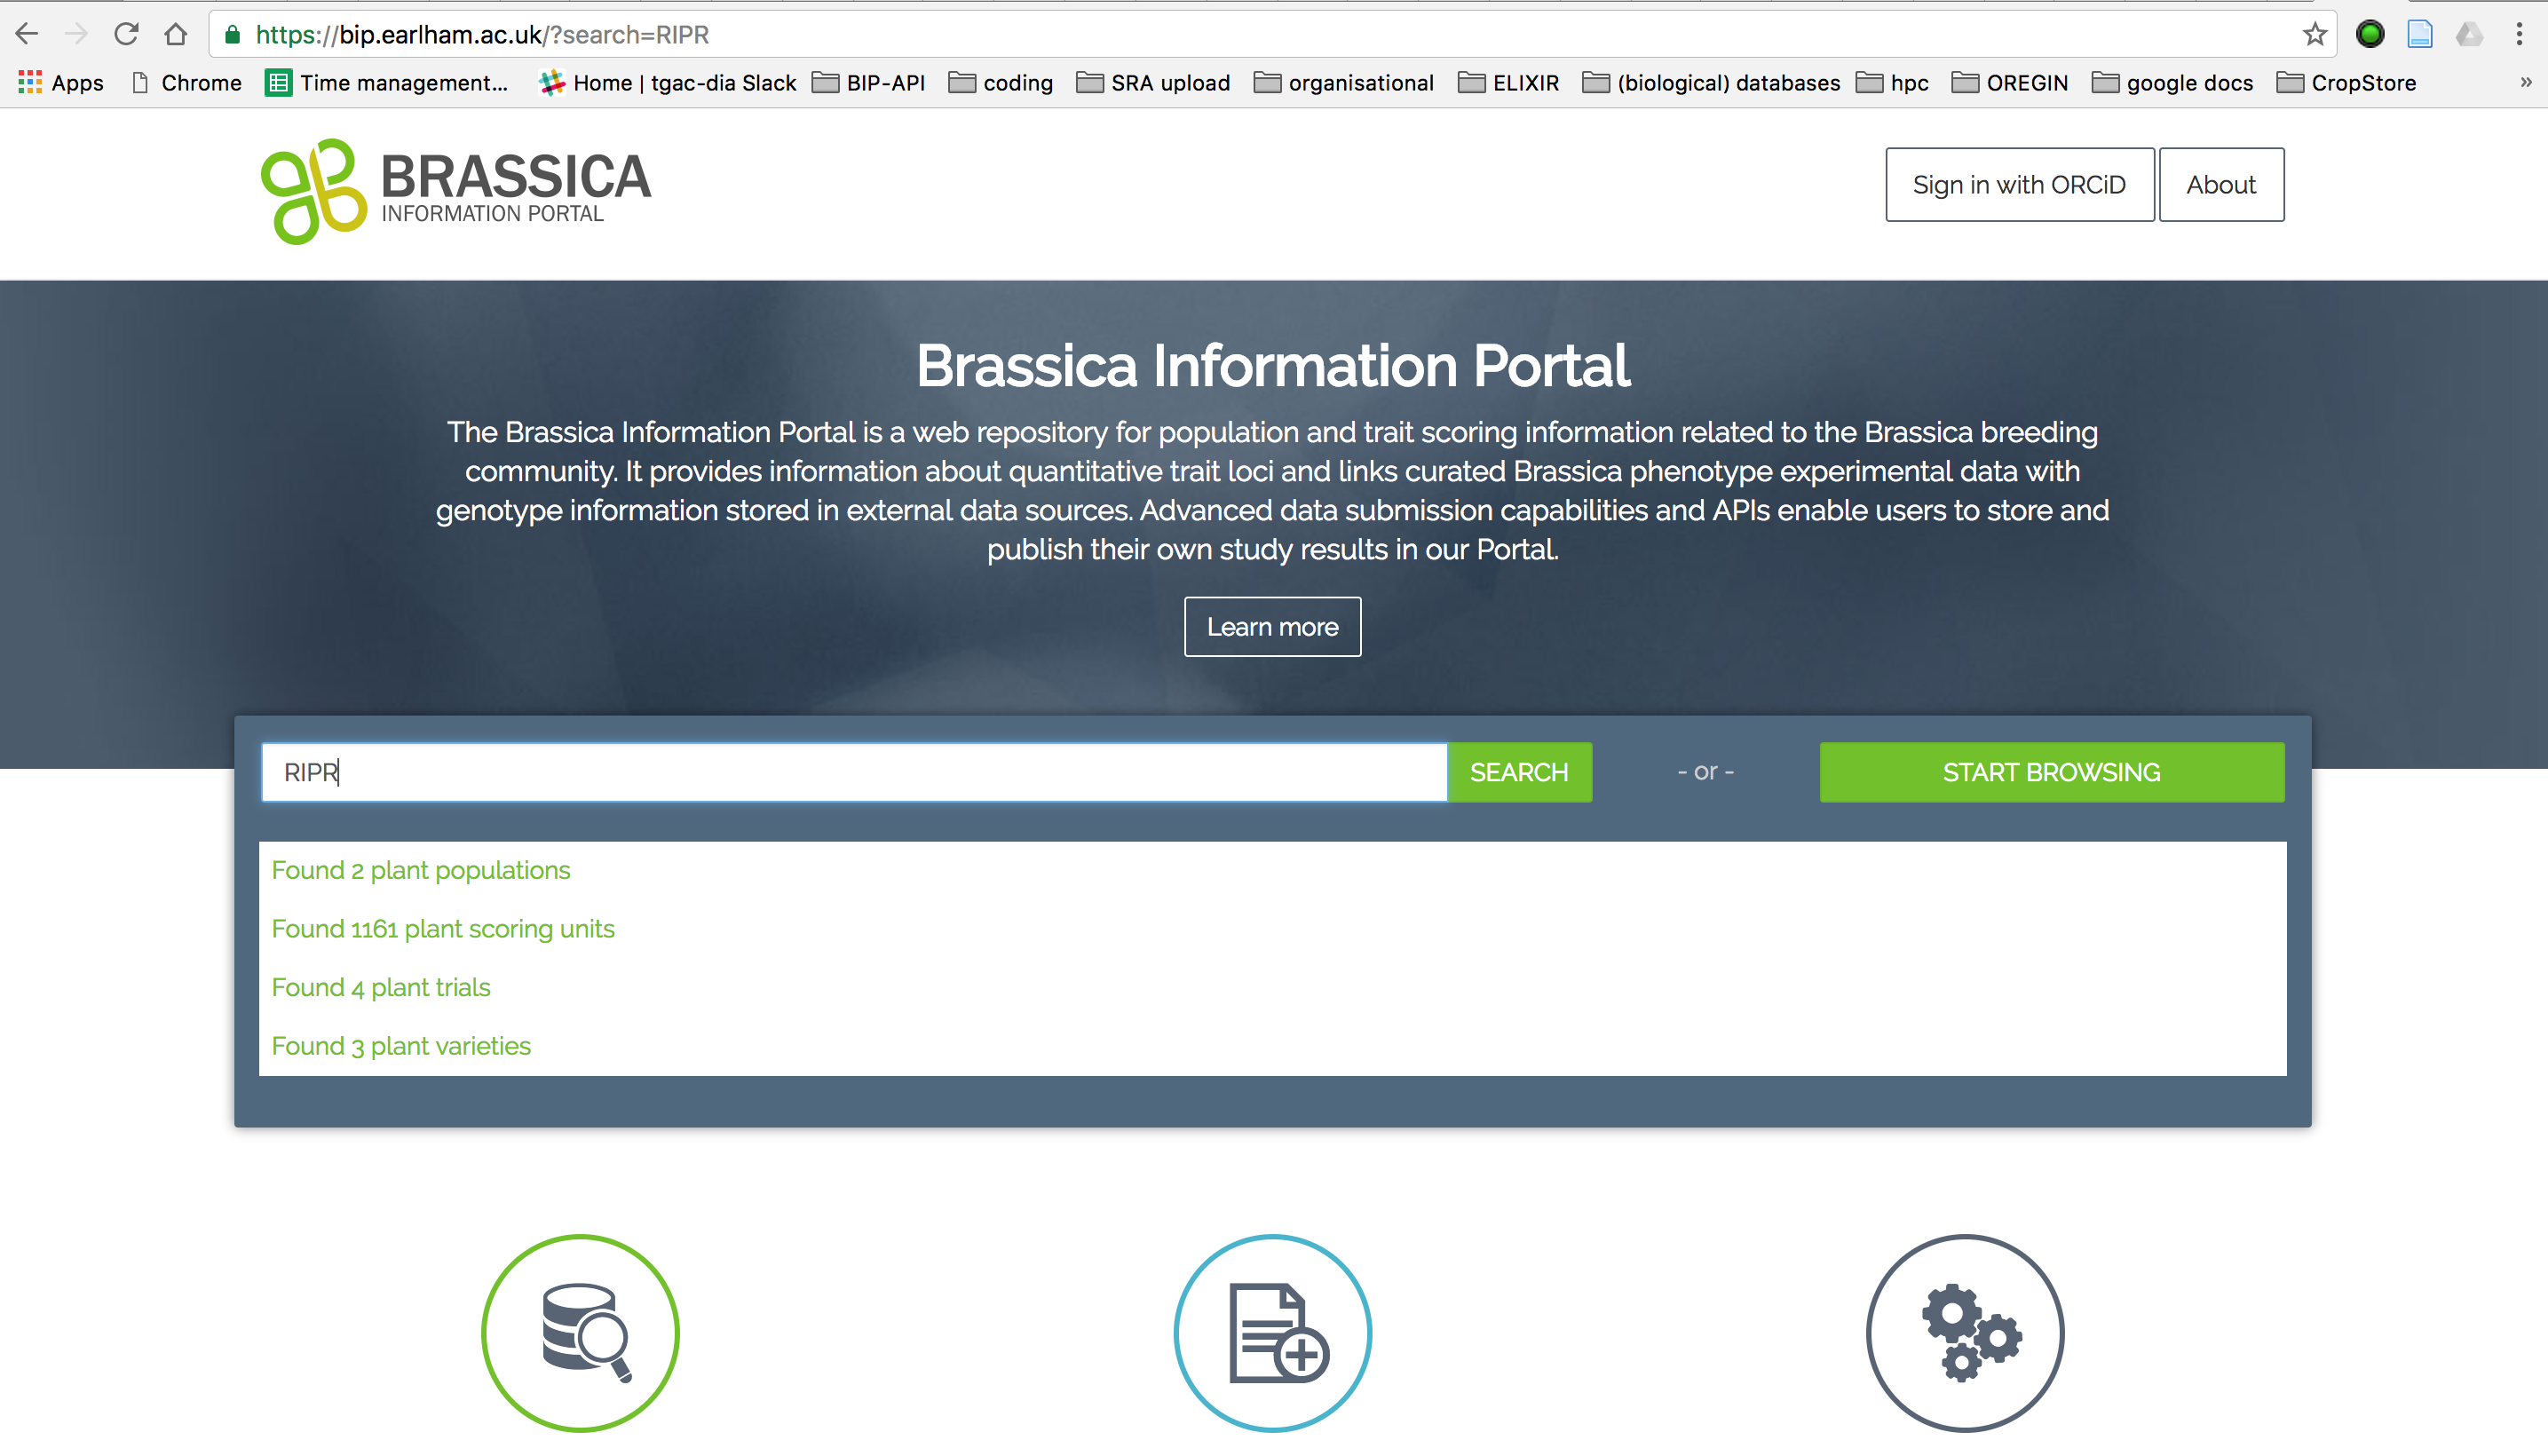 https://bip.earlham.ac.uk/?search=RIPR
Apps Chrome Time management... Home | tgac-dia Slack BIP-API coding SRA upload organisational ELIXIR (biological) databases hpc OREGIN google docs CropStore »
BRASSICA
INFORMATION PORTAL
Sign in with ORCiD About
Brassica Information Portal
The Brassica Information Portal is a web repository for population and trait scoring information related to the Brassica breeding
community. It provides information about quantitative trait loci and links curated Brassica phenotype experimental data with
genotype information stored in external data sources. Advanced data submission capabilities and APIs enable users to store and
publish their own study results in our Portal.
Learn more
RIPR SEARCH - or - START BROWSING
Found 2 plant populations
Found 1161 plant scoring units
Found 4 plant trials
Found 3 plant varieties